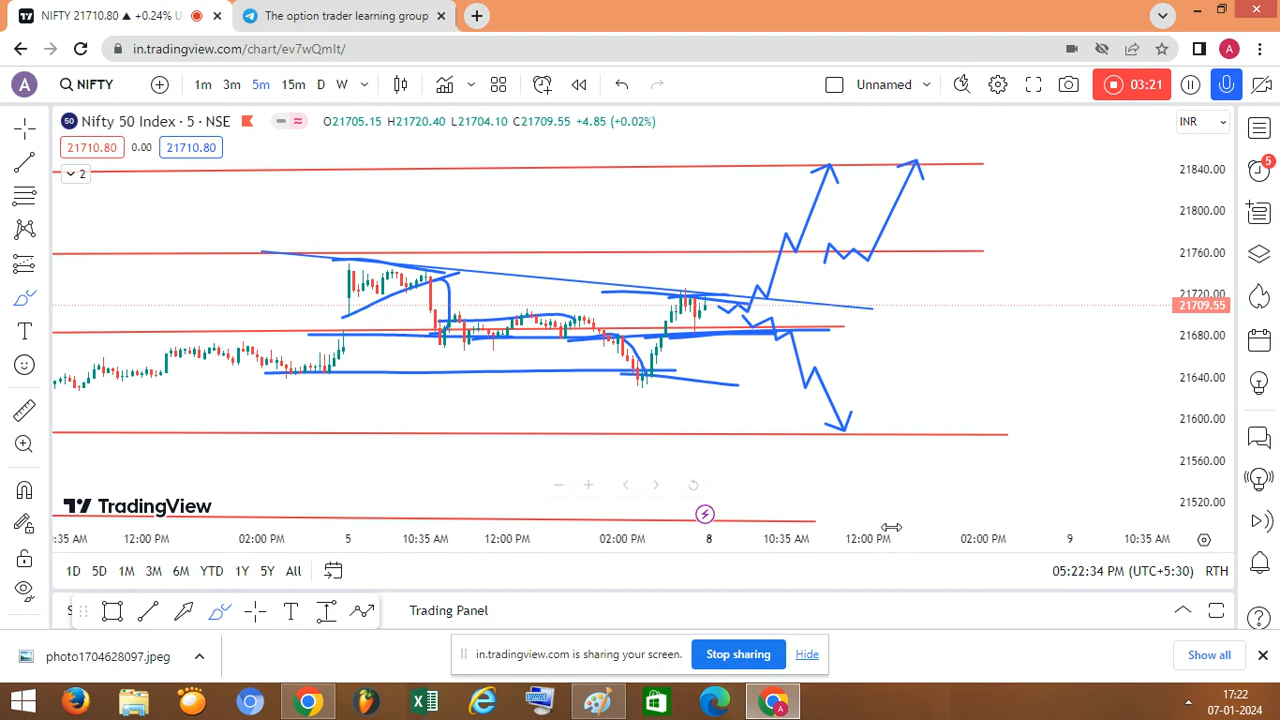 NIFTY 21710.80 ▲ +0.24% U
The option trader learning group
in.tradingview.com/chart/ev7wQmIt/
A
A
NIFTY
1m 3m 5m 15m D W
Unnamed
03:21
50 Nifty 50 Index · 5 · NSE
O21705.15 H21720.40 L21704.10 C21709.55 +4.85 (+0.02%)
INR
21710.80 0.00 21710.80
2
5
21840.00
21800.00
21760.00
21720.00
21709.55
21680.00
21640.00
21600.00
21560.00
21520.00
TradingView
:35 AM 12:00 PM 02:00 PM 5 10:35 AM 12:00 PM 02:00 PM 8 10:35 AM 12:00 PM 02:00 PM 9 10:35 AM
1D 5D 1M 3M 6M YTD 1Y 5Y All
05:22:34 PM (UTC+5:30) RTH
Trading Panel
photo1704628097.jpeg
in.tradingview.com is sharing your screen. Stop sharing Hide
Show all
17:22
07-01-2024